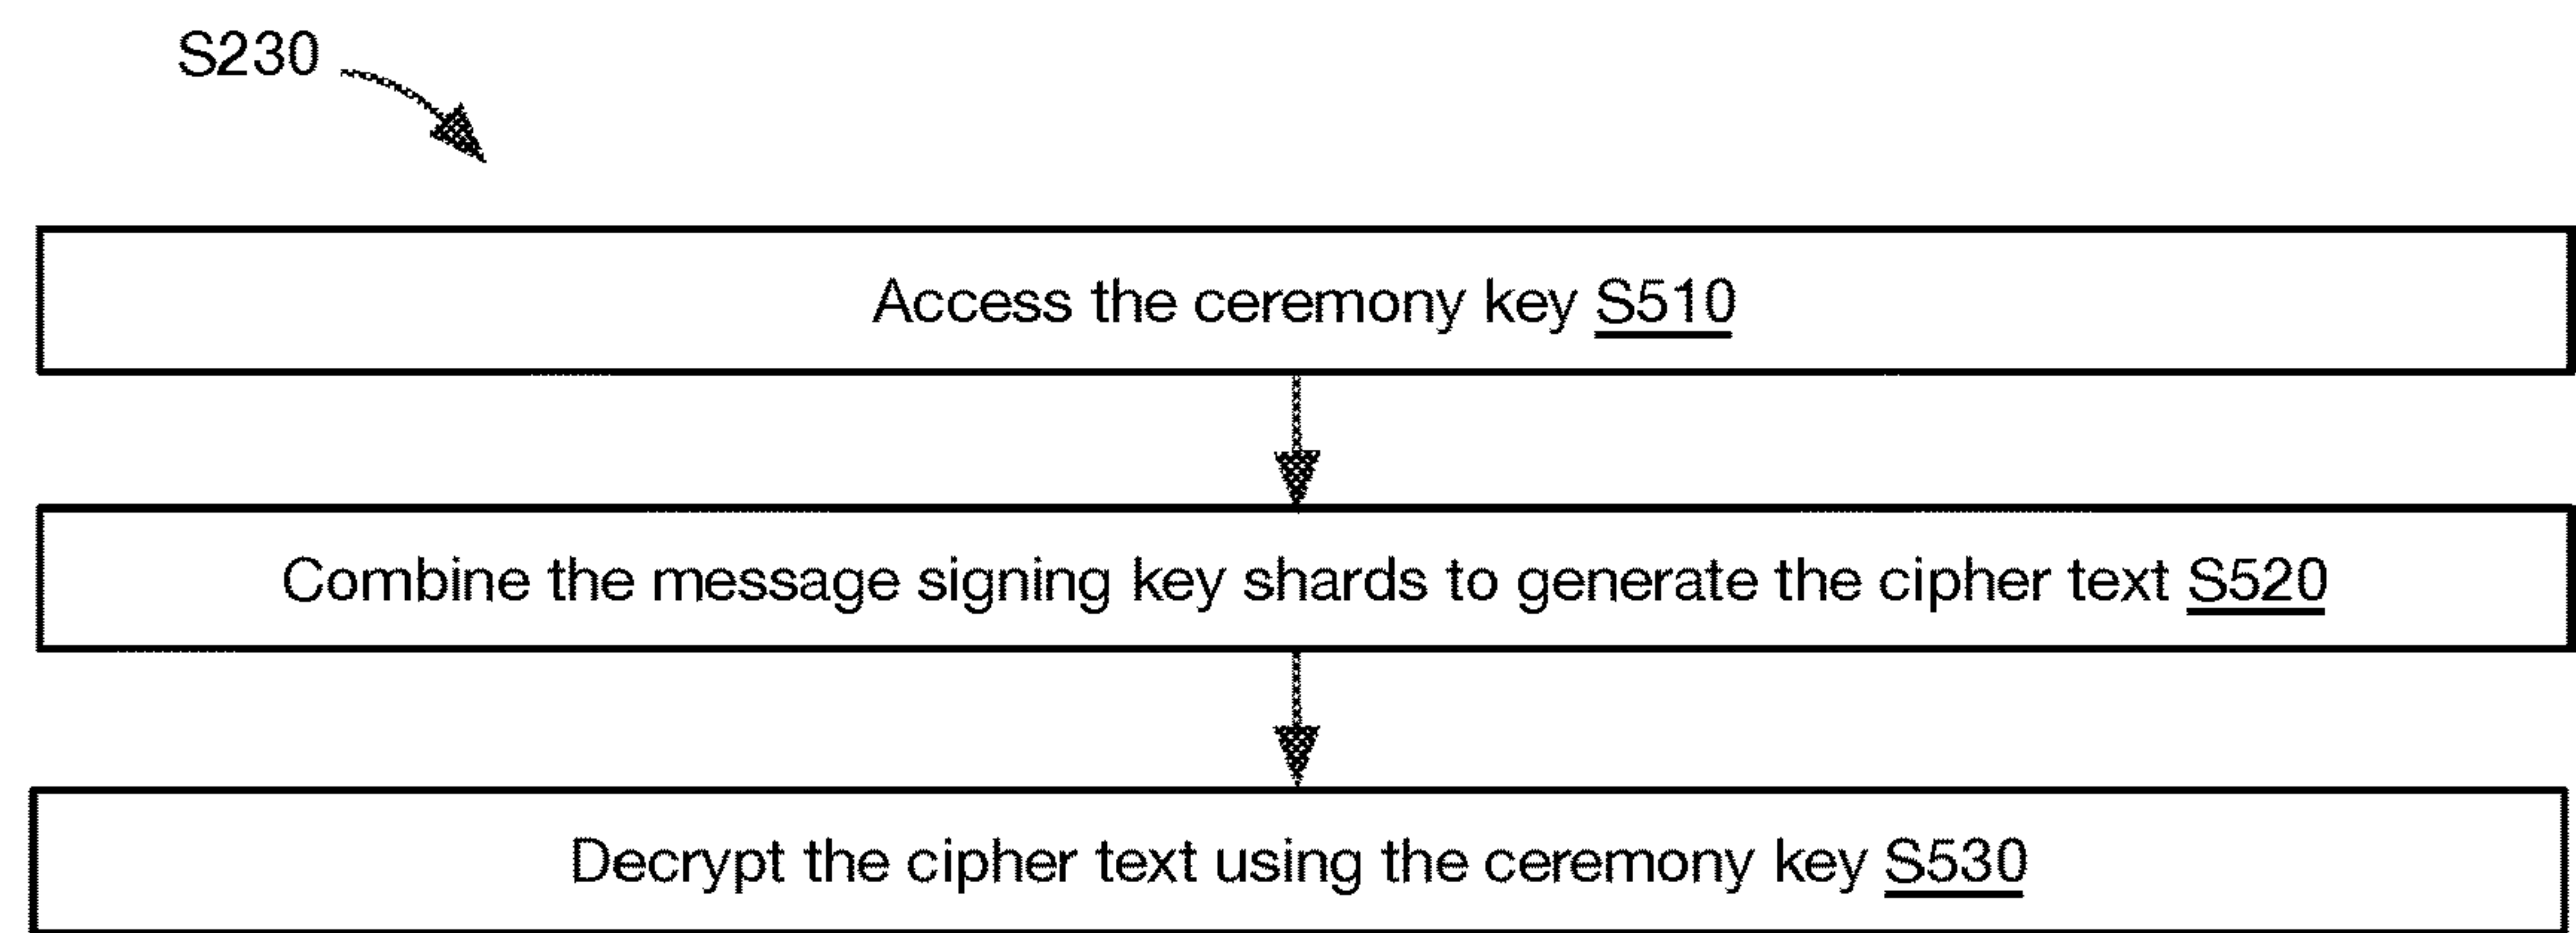 S230
Access the ceremony key S510
Combine the message signing key shards to generate the cipher text S520
Decrypt the cipher text using the ceremony key S530